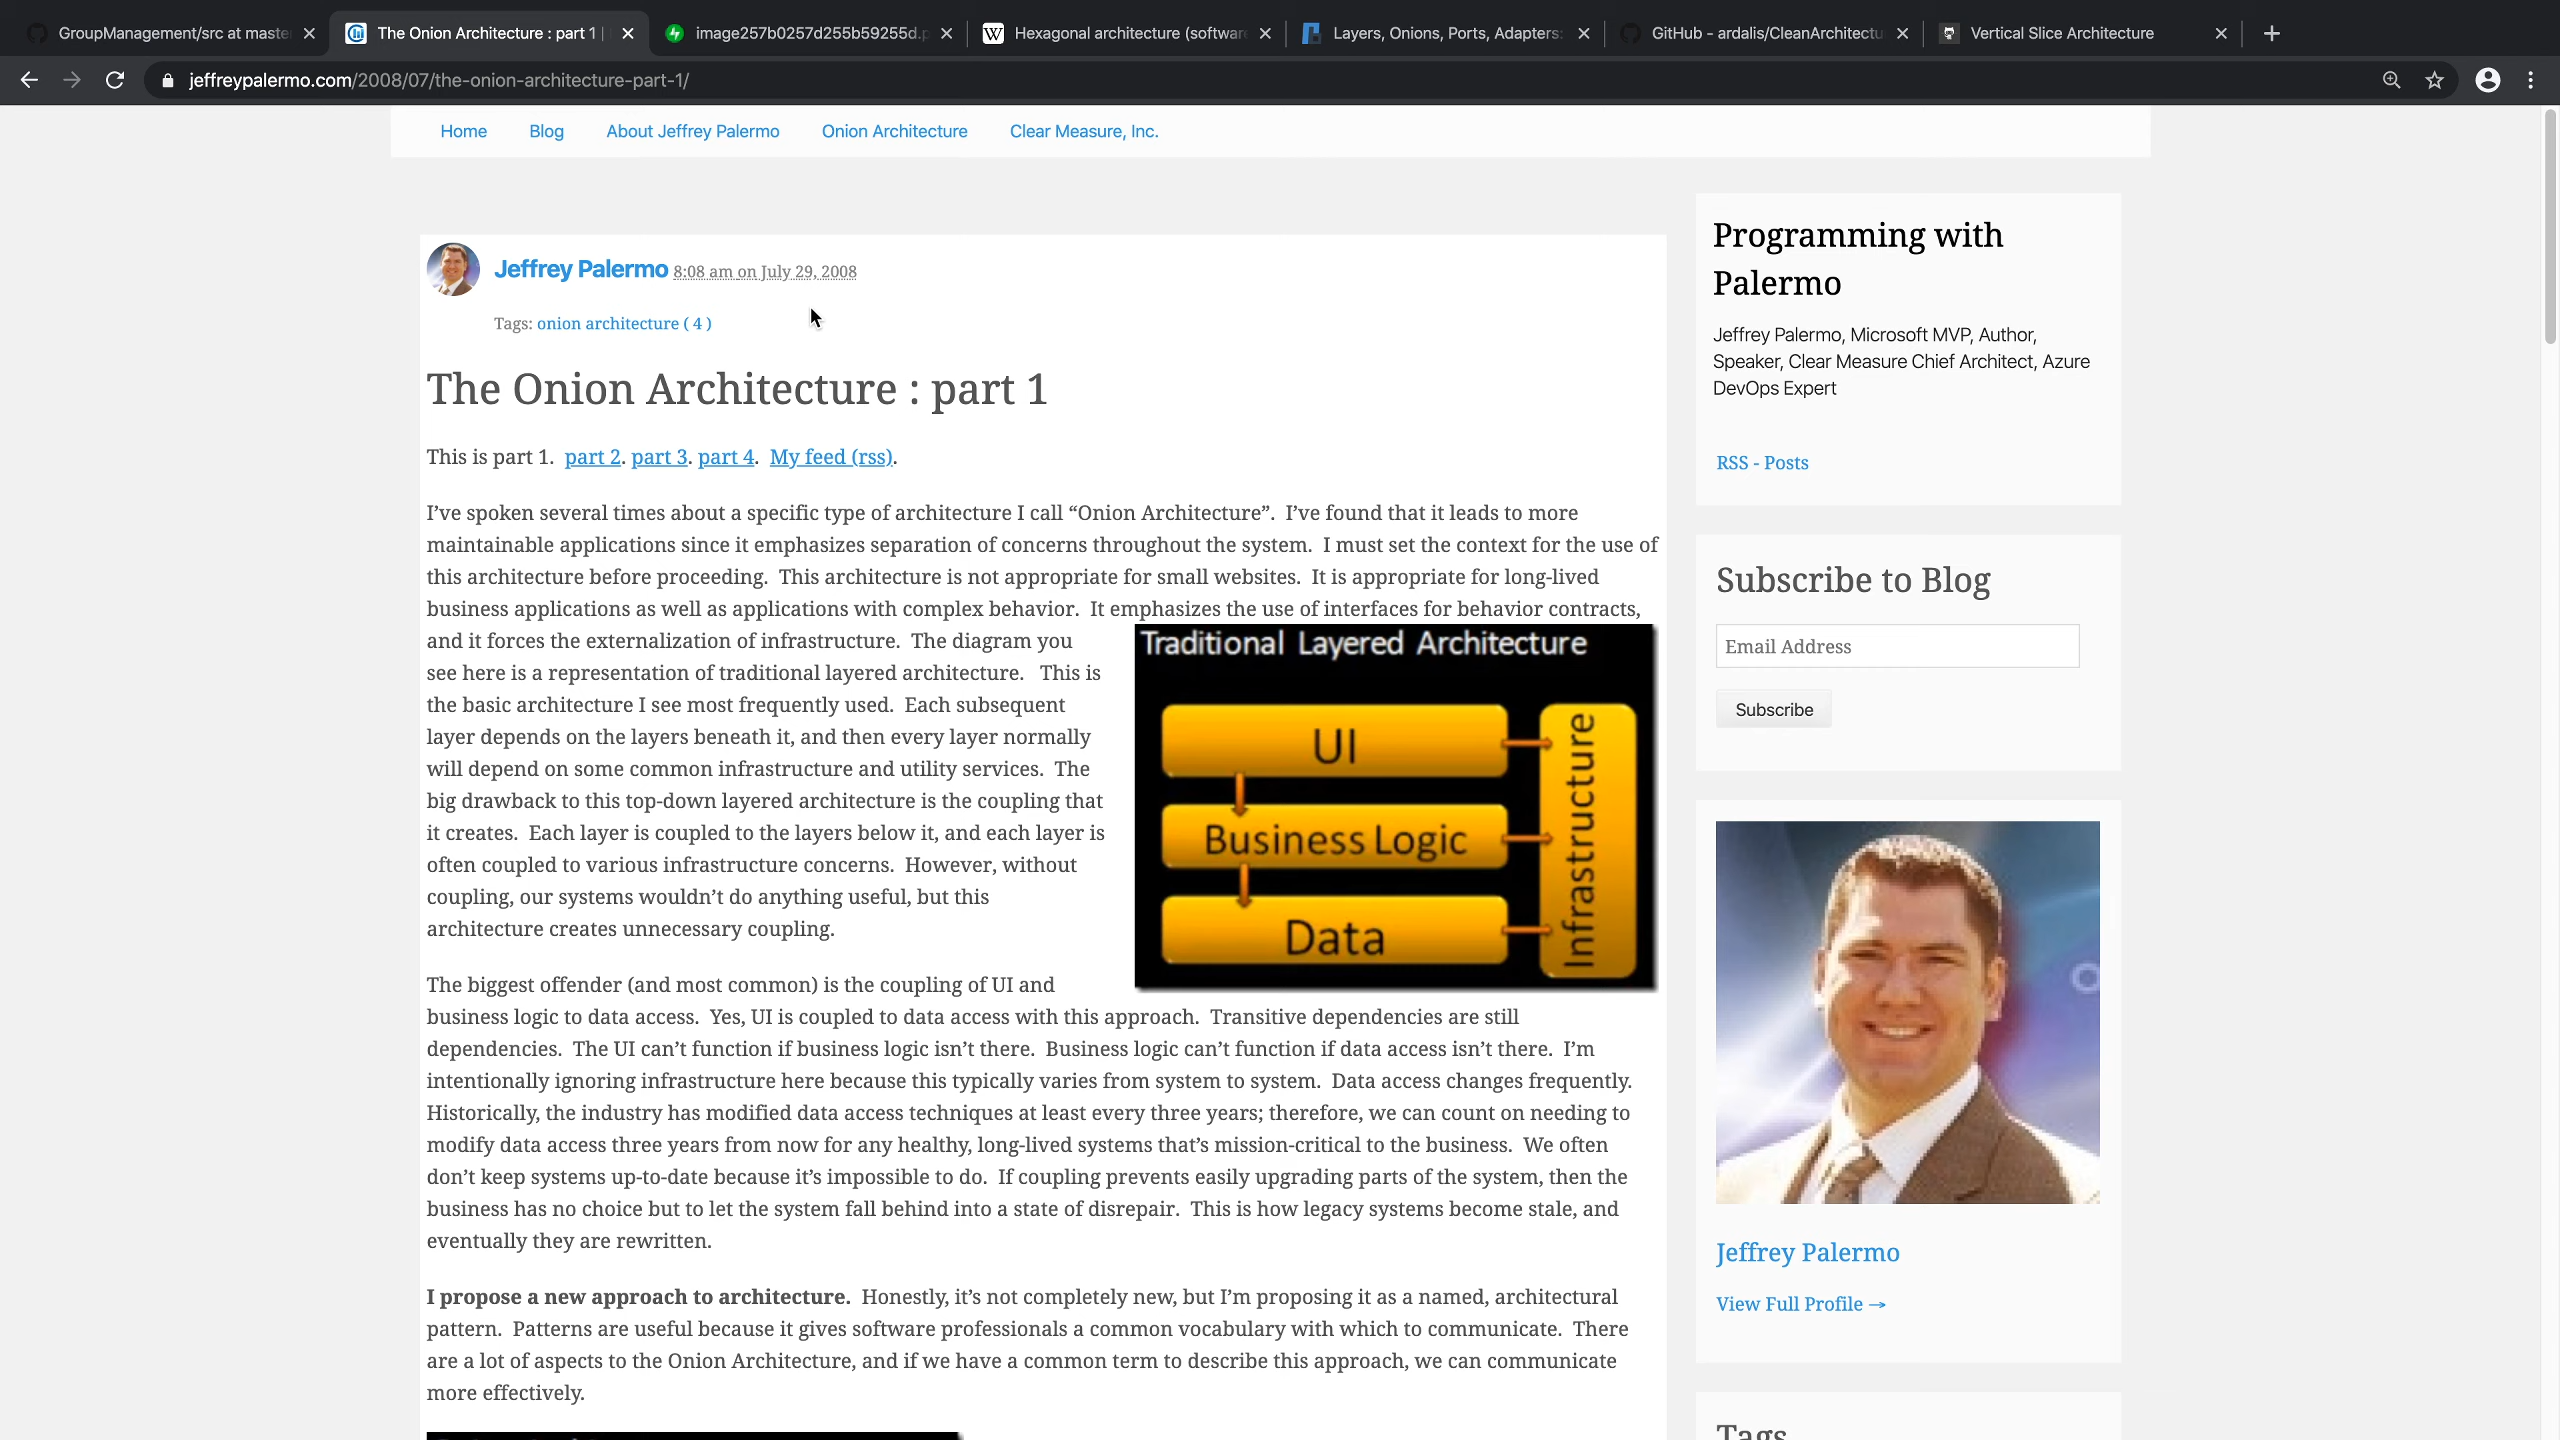 GroupManagement/src at maste
The Onion Architecture : part 1 |
image257b0257d255b59255d.p
Hexagonal architecture (software
Layers, Onions, Ports, Adapters:
GitHub - ardalis/CleanArchitectu
Vertical Slice Architecture
jeffreypalermo.com/2008/07/the-onion-architecture-part-1/
Home Blog About Jeffrey Palermo Onion Architecture Clear Measure, Inc.
Jeffrey Palermo 8:08 am on July 29, 2008
Tags: onion architecture ( 4 )
The Onion Architecture : part 1
This is part 1. part 2. part 3. part 4. My feed (rss).
I’ve spoken several times about a specific type of architecture I call “Onion Architecture”. I’ve found that it leads to more
maintainable applications since it emphasizes separation of concerns throughout the system. I must set the context for the use of
this architecture before proceeding. This architecture is not appropriate for small websites. It is appropriate for long-lived
business applications as well as applications with complex behavior. It emphasizes the use of interfaces for behavior contracts,
and it forces the externalization of infrastructure. The diagram you
see here is a representation of traditional layered architecture. This is
the basic architecture I see most frequently used. Each subsequent
layer depends on the layers beneath it, and then every layer normally
will depend on some common infrastructure and utility services. The
big drawback to this top-down layered architecture is the coupling that
it creates. Each layer is coupled to the layers below it, and each layer is
often coupled to various infrastructure concerns. However, without
coupling, our systems wouldn’t do anything useful, but this
architecture creates unnecessary coupling.
Traditional Layered Architecture
UI
Business Logic
Data
Infrastructure
The biggest offender (and most common) is the coupling of UI and
business logic to data access. Yes, UI is coupled to data access with this approach. Transitive dependencies are still
dependencies. The UI can’t function if business logic isn’t there. Business logic can’t function if data access isn’t there. I’m
intentionally ignoring infrastructure here because this typically varies from system to system. Data access changes frequently.
Historically, the industry has modified data access techniques at least every three years; therefore, we can count on needing to
modify data access three years from now for any healthy, long-lived systems that’s mission-critical to the business. We often
don’t keep systems up-to-date because it’s impossible to do. If coupling prevents easily upgrading parts of the system, then the
business has no choice but to let the system fall behind into a state of disrepair. This is how legacy systems become stale, and
eventually they are rewritten.
I propose a new approach to architecture. Honestly, it’s not completely new, but I’m proposing it as a named, architectural
pattern. Patterns are useful because it gives software professionals a common vocabulary with which to communicate. There
are a lot of aspects to the Onion Architecture, and if we have a common term to describe this approach, we can communicate
more effectively.
Programming with
Palermo
Jeffrey Palermo, Microsoft MVP, Author,
Speaker, Clear Measure Chief Architect, Azure
DevOps Expert
RSS - Posts
Subscribe to Blog
Email Address
Subscribe
Jeffrey Palermo
View Full Profile →
Tags